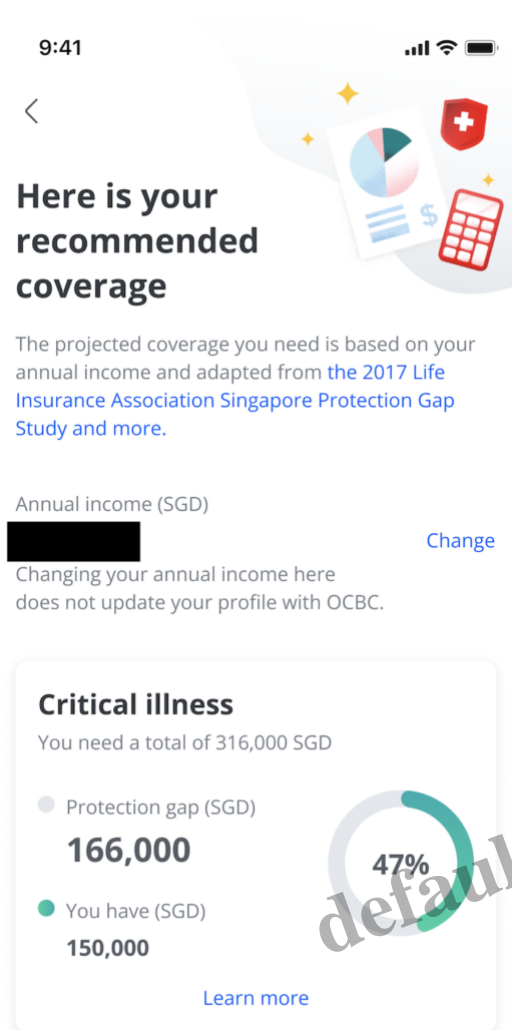 9:41
Here is your
recommended
coverage
The projected coverage you need is based on your
annual income and adapted from the 2017 Life
Insurance Association Singapore Protection Gap
Study and more.
Annual income (SGD)
Change
Changing your annual income here
does not update your profile with OCBC.
Critical illness
You need a total of 316,000 SGD
Protection gap (SGD)
166,000
47%
You have (SGD)
150,000
Learn more
$